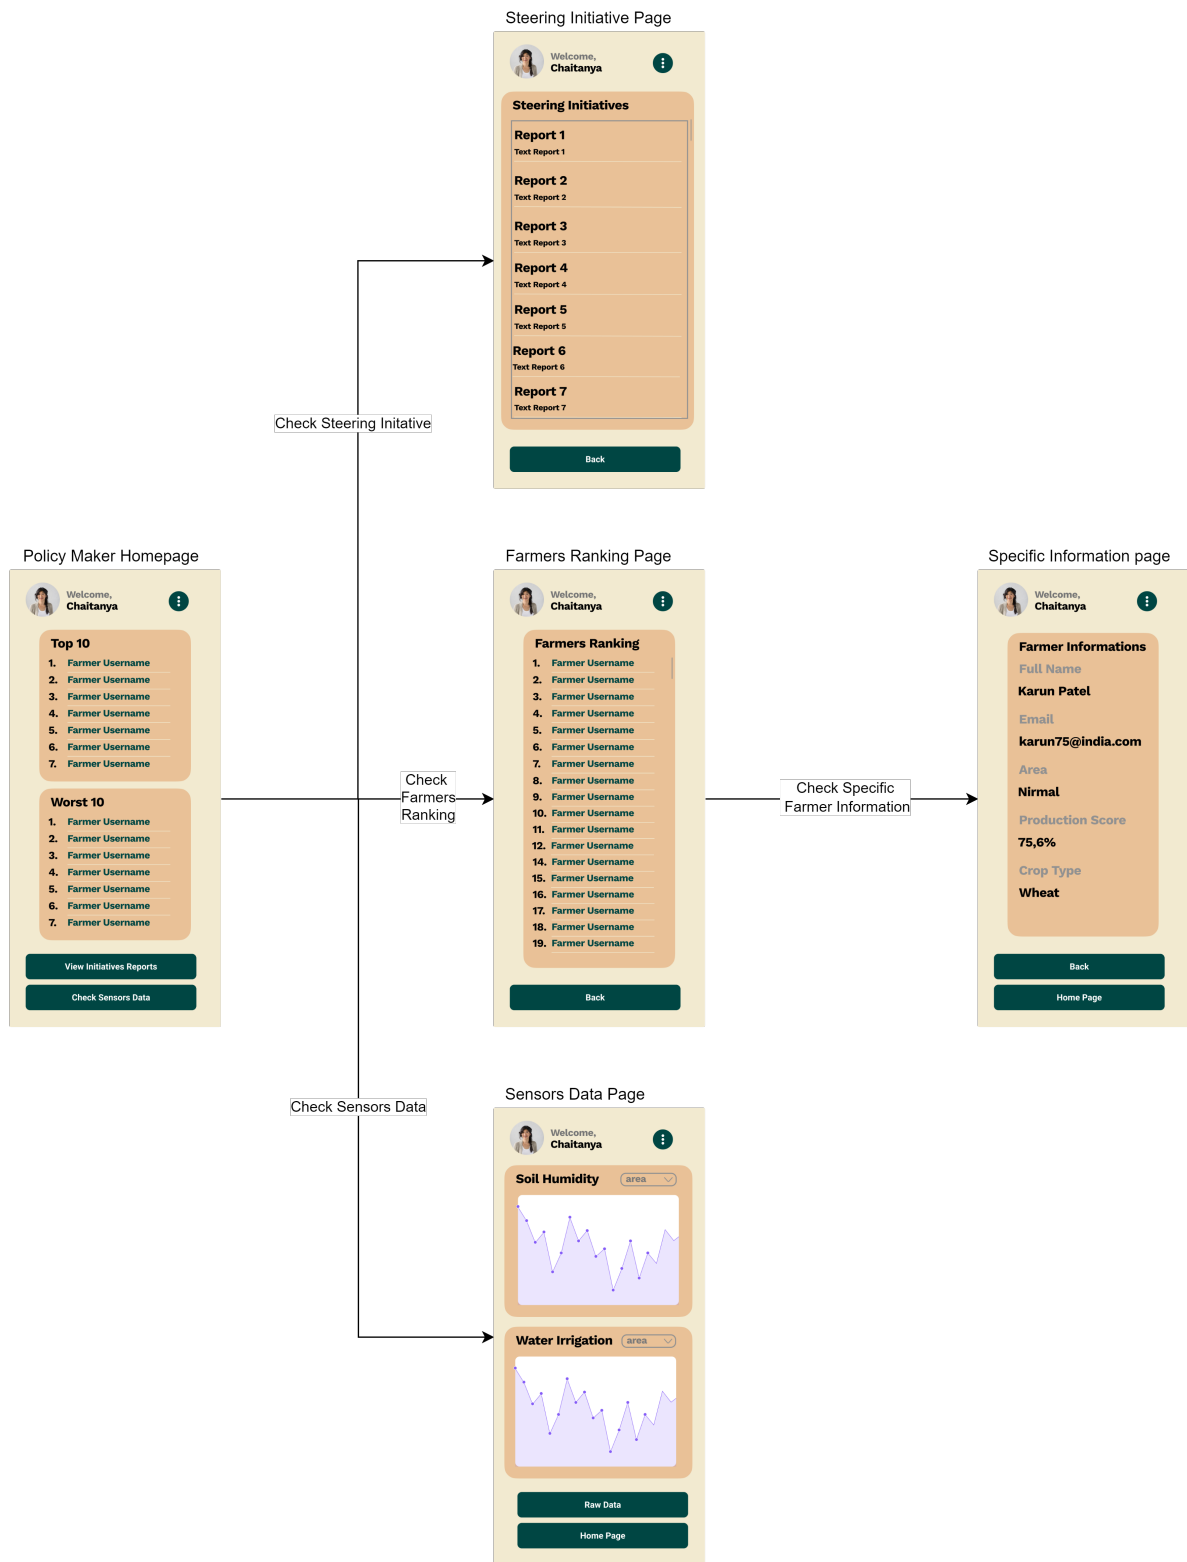 Steering Initiative Page
Welcome,
Chaitanya
Steering Initiatives
Report 1
Text Report 1
Report 2
Text Report 2
Report 3
Text Report 3
Report 4
Text Report 4
Report 5
Text Report 5
Report 6
Text Report 6
Report 7
Text Report 7
Back
Check Steering Initative
Policy Maker Homepage
Welcome,
Chaitanya
Top 10
1. Farmer Username
2. Farmer Username
3. Farmer Username
4. Farmer Username
5. Farmer Username
6. Farmer Username
7. Farmer Username
Worst 10
1. Farmer Username
2. Farmer Username
3. Farmer Username
4. Farmer Username
5. Farmer Username
6. Farmer Username
7. Farmer Username
View Initiatives Reports
Check Sensors Data
Check
Farmers
Ranking
Farmers Ranking Page
Welcome,
Chaitanya
Farmers Ranking
1. Farmer Username
2. Farmer Username
3. Farmer Username
4. Farmer Username
5. Farmer Username
6. Farmer Username
7. Farmer Username
8. Farmer Username
9. Farmer Username
10. Farmer Username
11. Farmer Username
12. Farmer Username
14. Farmer Username
15. Farmer Username
16. Farmer Username
17. Farmer Username
18. Farmer Username
19. Farmer Username
Back
Check Specific
Farmer Information
Specific Information page
Welcome,
Chaitanya
Farmer Informations
Full Name
Karun Patel
Email
karun75@india.com
Area
Nirmal
Production Score
75,6%
Crop Type
Wheat
Back
Home Page
Check Sensors Data
Sensors Data Page
Welcome,
Chaitanya
Soil Humidity
area
Water Irrigation
area
Raw Data
Home Page